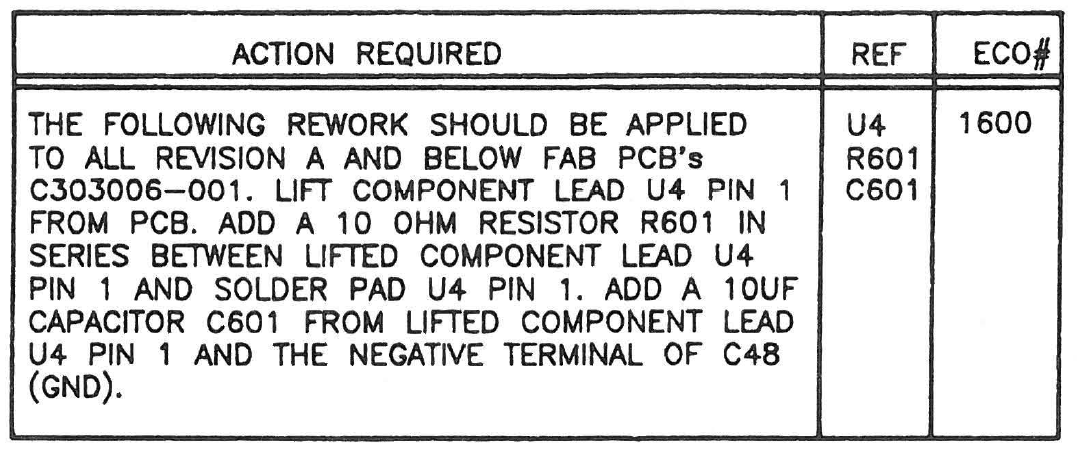 ACTION REQUIRED REF ECO#
THE FOLLOWING REWORK SHOULD BE APPLIED U4 1600
TO ALL REVISION A AND BELOW FAB PCB's R601
C303006-001. LIFT COMPONENT LEAD U4 PIN 1 C601
FROM PCB. ADD A 10 OHM RESISTOR R601 IN
SERIES BETWEEN LIFTED COMPONENT LEAD U4
PIN 1 AND SOLDER PAD U4 PIN 1. ADD A 10UF
CAPACITOR C601 FROM LIFTED COMPONENT LEAD
U4 PIN 1 AND THE NEGATIVE TERMINAL OF C48
(GND).